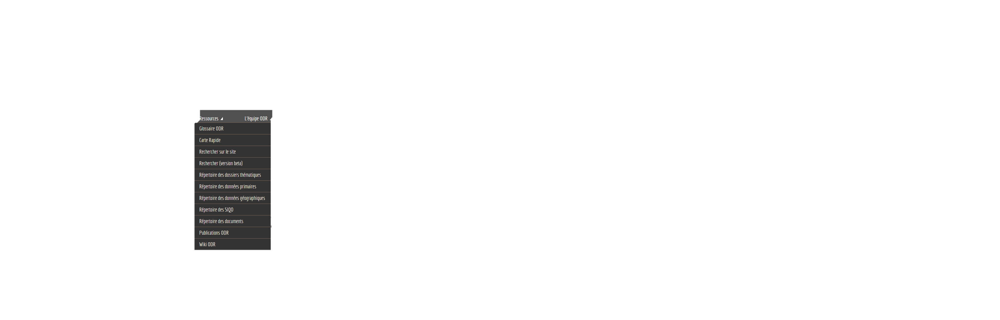 Ressources L'équipe ODR
Glossaire ODR
Carte Rapide
Rechercher sur le site
Rechercher (version beta)
Répertoire des dossiers thématiques
Répertoire des données primaires
Répertoire des données géographiques
Répertoire des SIQO
Répertoire des documents
Publications ODR
Wiki ODR